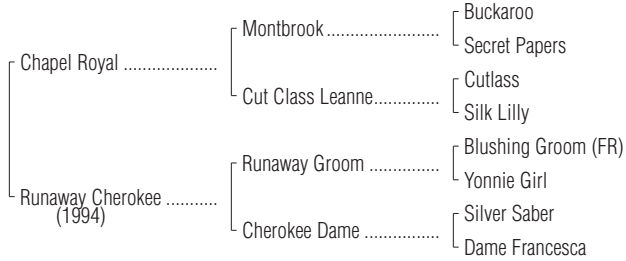 Buckaroo
Montbrook ..............................
Secret Papers
Chapel Royal ....................
Cutlass
Cut Class Leanne..................
Silk Lilly
Blushing Groom (FR)
Runaway Groom ..................
Yonnie Girl
Runaway Cherokee ...........
(1994)
Silver Saber
Cherokee Dame ................
Dame Francesca